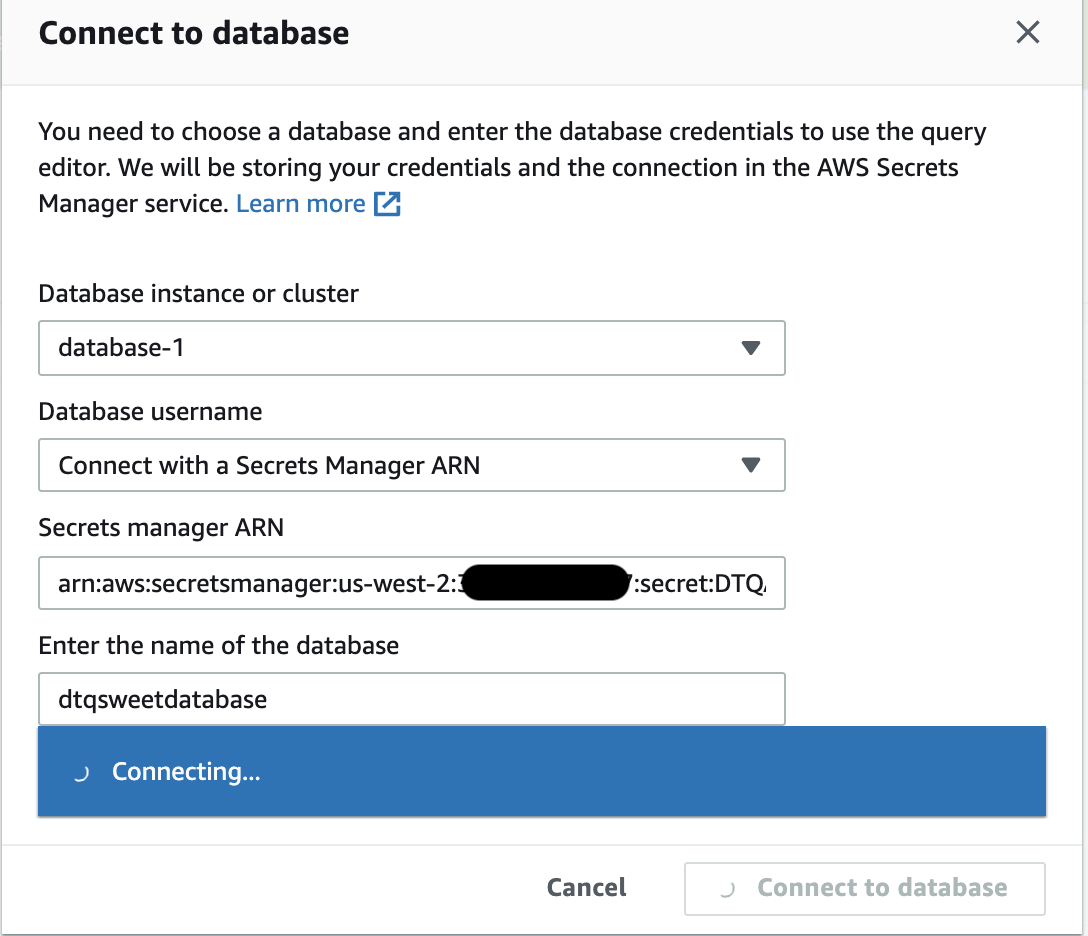 Connect to database
You need to choose a database and enter the database credentials to use the query
editor. We will be storing your credentials and the connection in the AWS Secrets
Manager service. Learn more
Database instance or cluster
database-1
Database username
Connect with a Secrets Manager ARN
Secrets manager ARN
arn:aws:secretsmanager:us-west-2: :secret:DTQ
Enter the name of the database
dtqsweetdatabase
Connecting...
Cancel
Connect to database